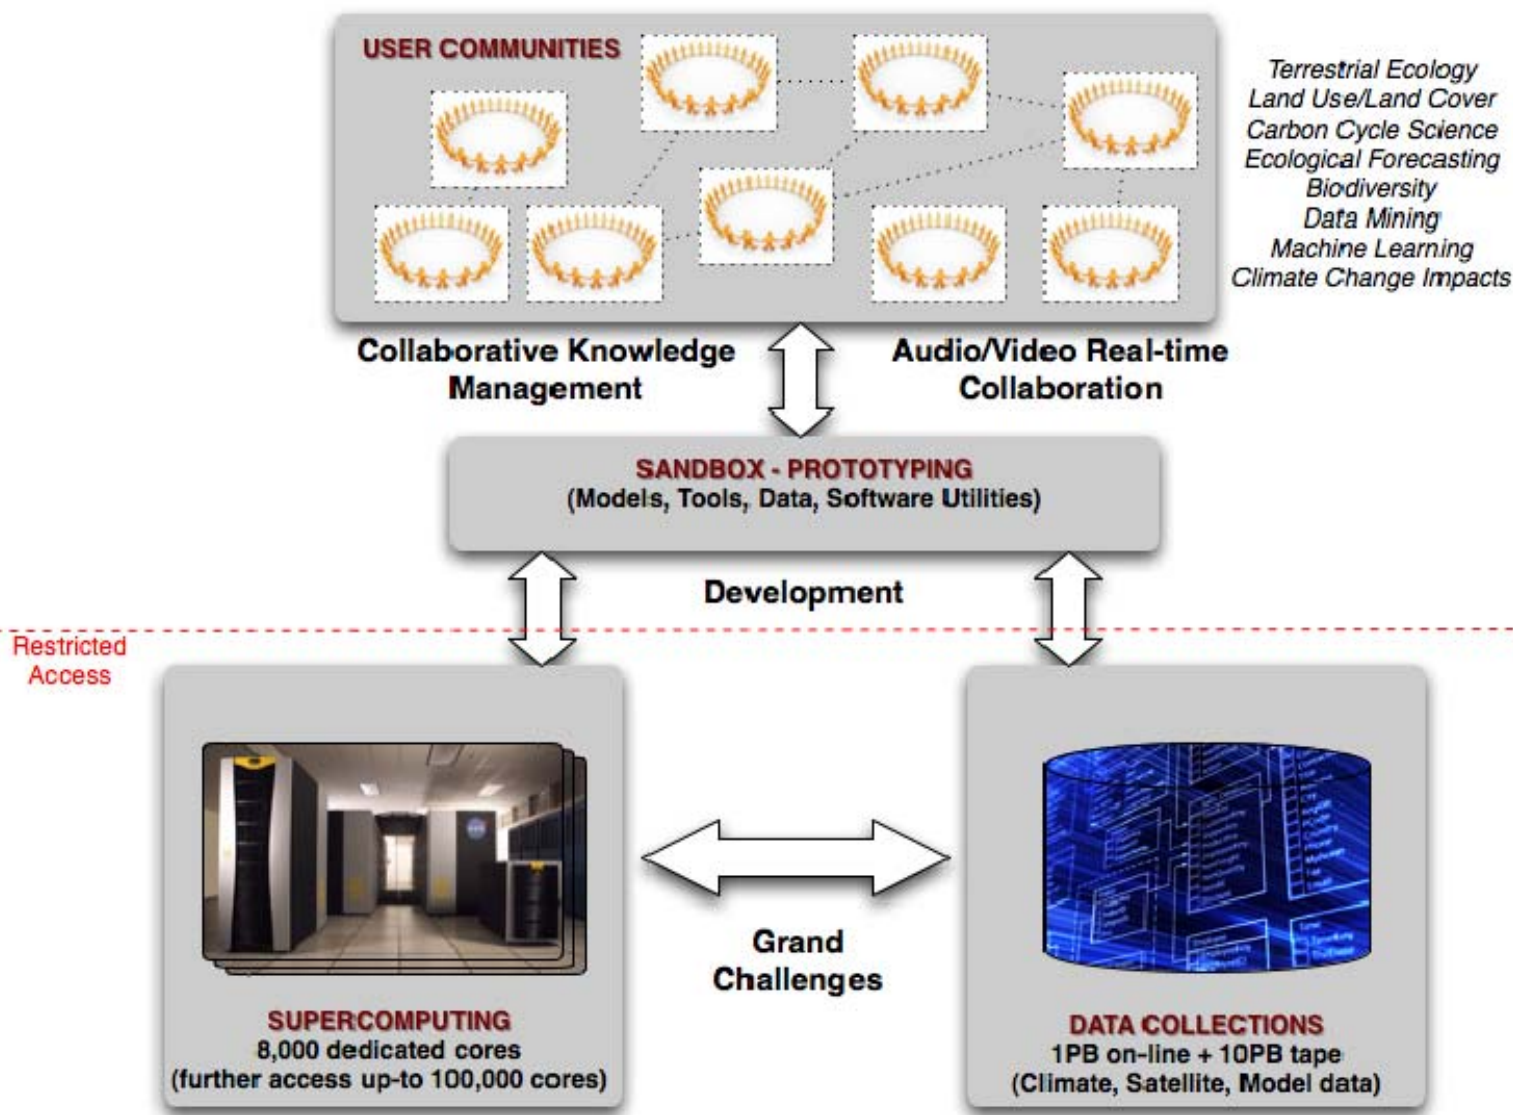 USER COMMUNITIES
Terrestrial Ecology
Land Use/Land Cover
Carbon Cycle Science
Ecological Forecasting
Biodiversity
Data Mining
Machine Learning
Climate Change Impacts
Collaborative Knowledge
Management
Audio/Video Real-time
Collaboration
SANDBOX - PROTOTYPING
(Models, Tools, Data, Software Utilities)
Development
Restricted
Access
Grand
Challenges
SUPERCOMPUTING
8,000 dedicated cores
(further access up-to 100,000 cores)
DATA COLLECTIONS
1PB on-line + 10PB tape
(Climate, Satellite, Model data)